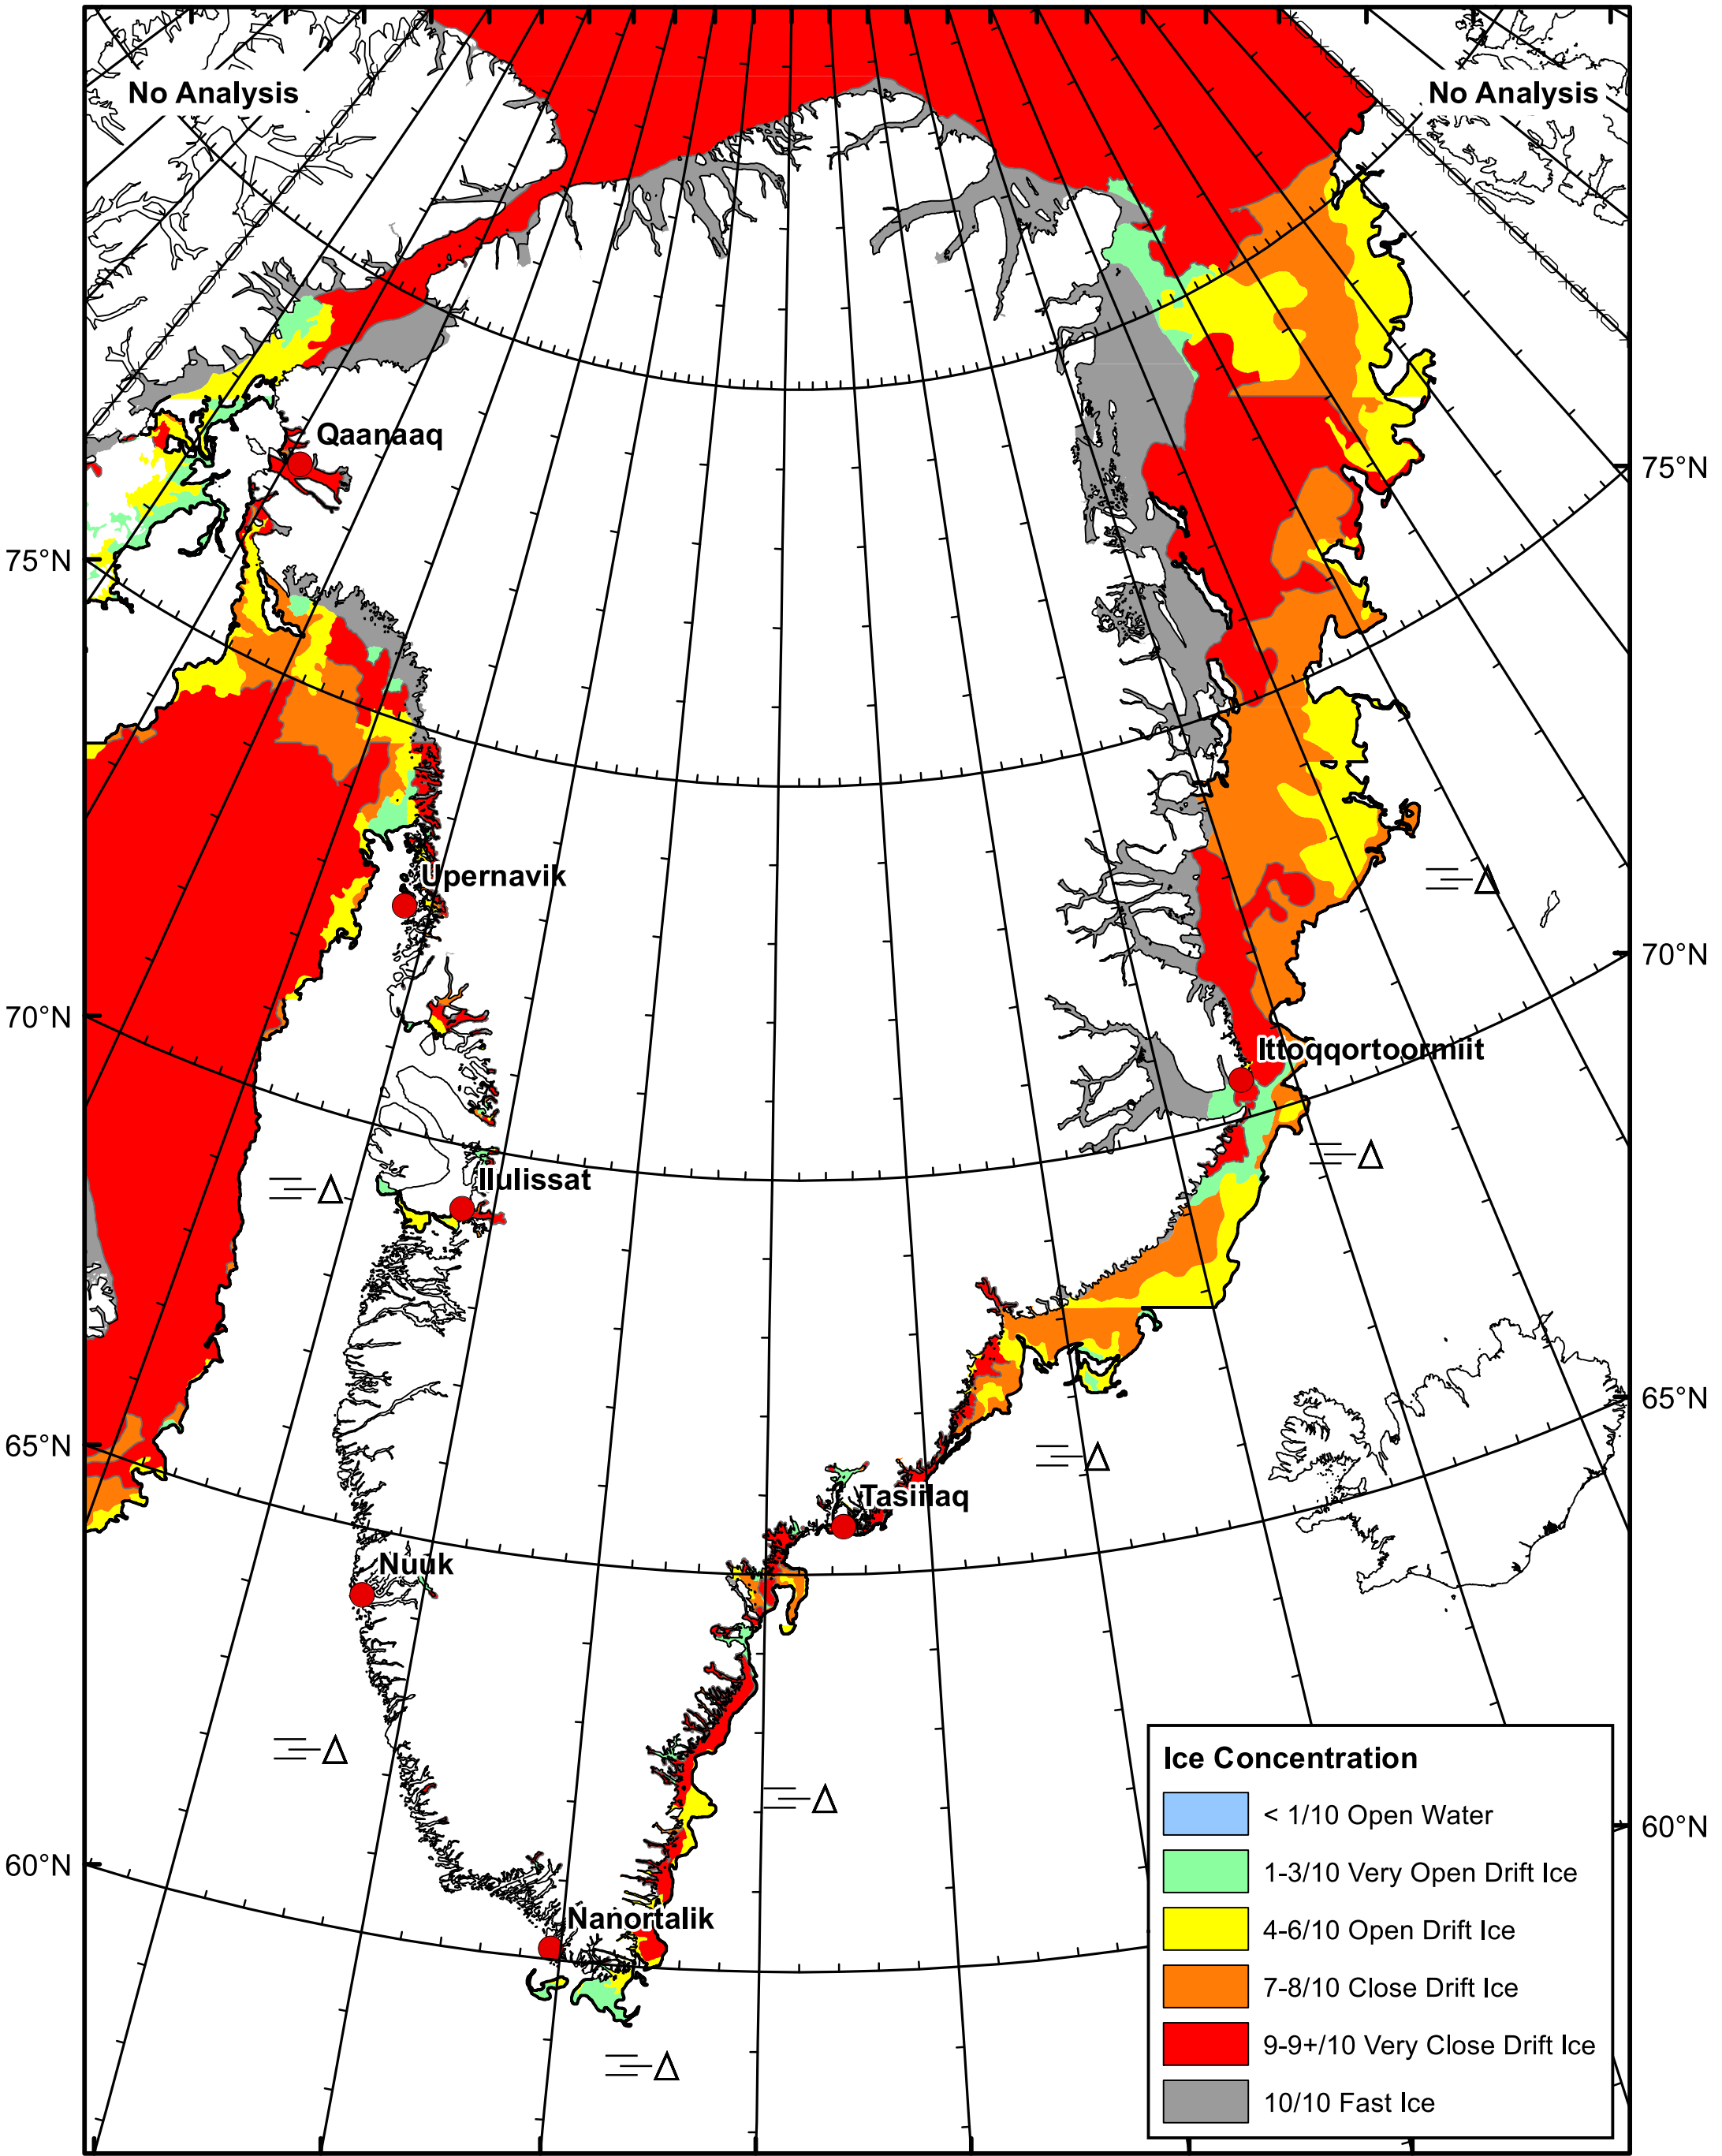 No Analysis
No Analysis
Qaanaaq
75°N
75°N
Upernavik
70°N
70°N
Ittoqqortoormiit
Ilulissat
65°N
65°N
Tasiilaq
Nuuk
60°N
60°N
Nanortalik
Ice Concentration
< 1/10 Open Water
1-3/10 Very Open Drift Ice
4-6/10 Open Drift Ice
7-8/10 Close Drift Ice
9-9+/10 Very Close Drift Ice
10/10 Fast Ice